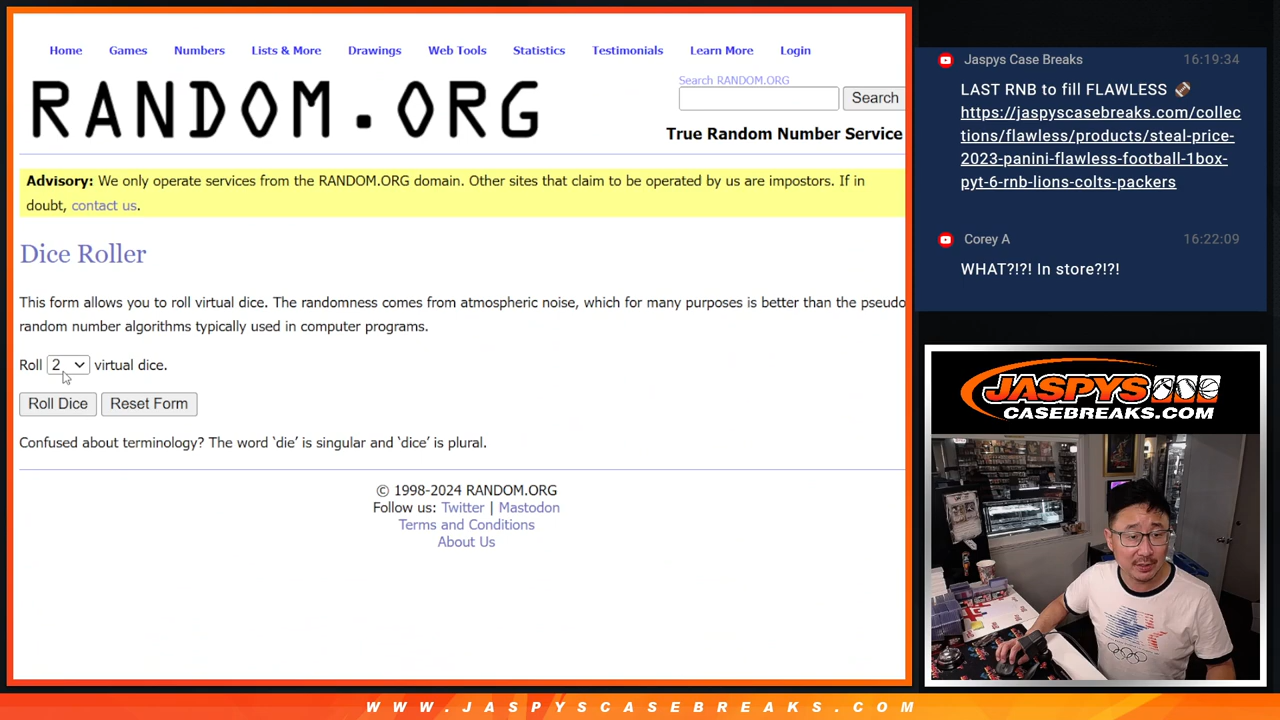 Home Games Numbers Lists & More Drawings Web Tools Statistics Testimonials Learn More Login
RANDOM.ORG
Search RANDOM.ORG
Search
True Random Number Service
Advisory: We only operate services from the RANDOM.ORG domain. Other sites that claim to be operated by us are impostors. If in
doubt, contact us.
Dice Roller
This form allows you to roll virtual dice. The randomness comes from atmospheric noise, which for many purposes is better than the pseudo
random number algorithms typically used in computer programs.
Roll 2 virtual dice.
Roll Dice Reset Form
Confused about terminology? The word ‘die’ is singular and ‘dice’ is plural.
© 1998-2024 RANDOM.ORG
Follow us: Twitter | Mastodon
Terms and Conditions
About Us
Jaspys Case Breaks 16:19:34
LAST RNB to fill FLAWLESS 🏈
https://jaspyscasebreaks.com/collec
tions/flawless/products/steal-price-
2023-panini-flawless-football-1box-
pyt-6-rnb-lions-colts-packers
Corey A 16:22:09
WHAT?!?! In store?!?!
JASPYS
CASEBREAKS.COM
WWW.JASPYSCASEBREAKS.COM